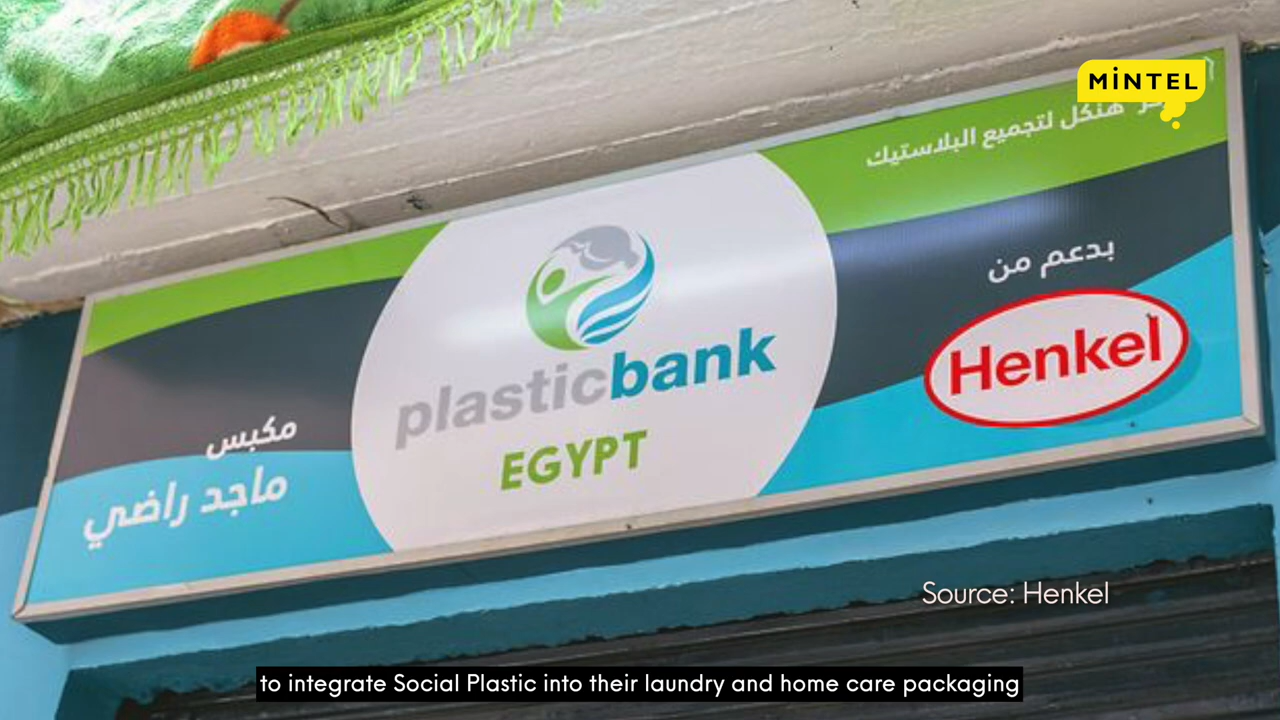 MiNTEL
هنكل لتجميع البلاستيك
بدعم من
Henkel
plasticbank
EGYPT
مكبس
ماجد راضي
Source: Henkel
to integrate Social Plastic into their laundry and home care packaging